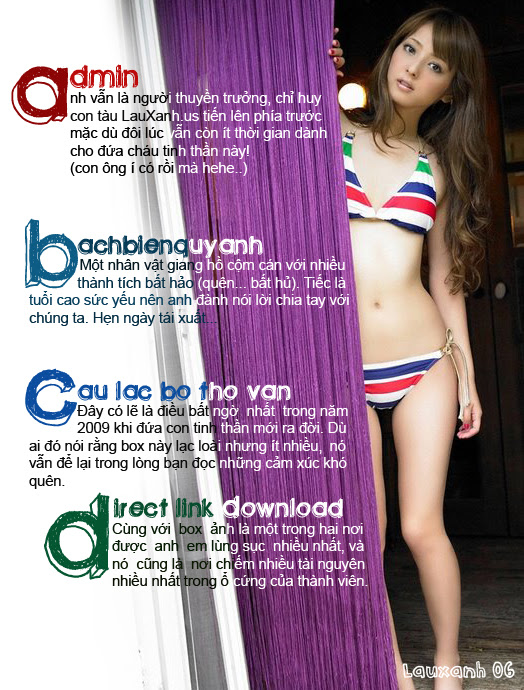 admin
nh vẫn là người thuyền trưởng, chỉ huy
con tàu LauXanh.us tiến lên phía trước
mặc dù đôi lúc vẫn còn ít thời gian dành
cho đứa cháu tinh thần này!
(con ông í có rồi mà hehe..)
bachbienquyanh
Một nhân vật giang hồ cộm cán với nhiều
thành tích bất hảo (quên... bất hủ). Tiếc là
tuổi cao sức yếu nên anh đành nói lời chia tay với
chúng ta. Hẹn ngày tái xuất...
cau lac bo tho van
Đây có lẽ là điều bất ngờ nhất trong năm
2009 khi đứa con tinh thần mới ra đời. Dù
ai đó nói rằng box này lạc loài nhưng ít nhiều, nó
vẫn để lại trong lòng bạn đọc những cảm xúc khó
quên.
direct link download
Cùng với box ảnh là một trong hai nơi
được anh em lùng sục nhiều nhất, và
nó cũng là nơi chiếm nhiều tài nguyên
nhiều nhất trong ổ cứng của thành viên.
Lauxanh 06